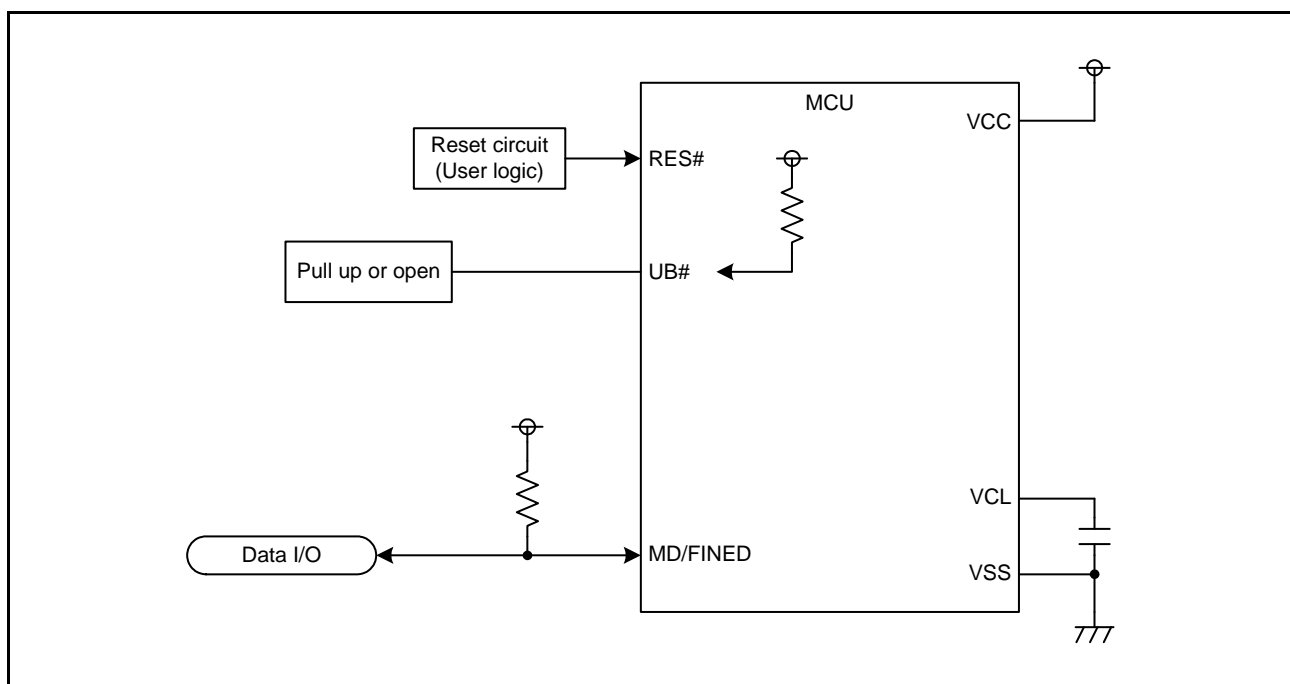 MCU
VCC
Reset circuit
(User logic)
RES#
Pull up or open
UB#
VCL
Data I/O
MD/FINED
VSS